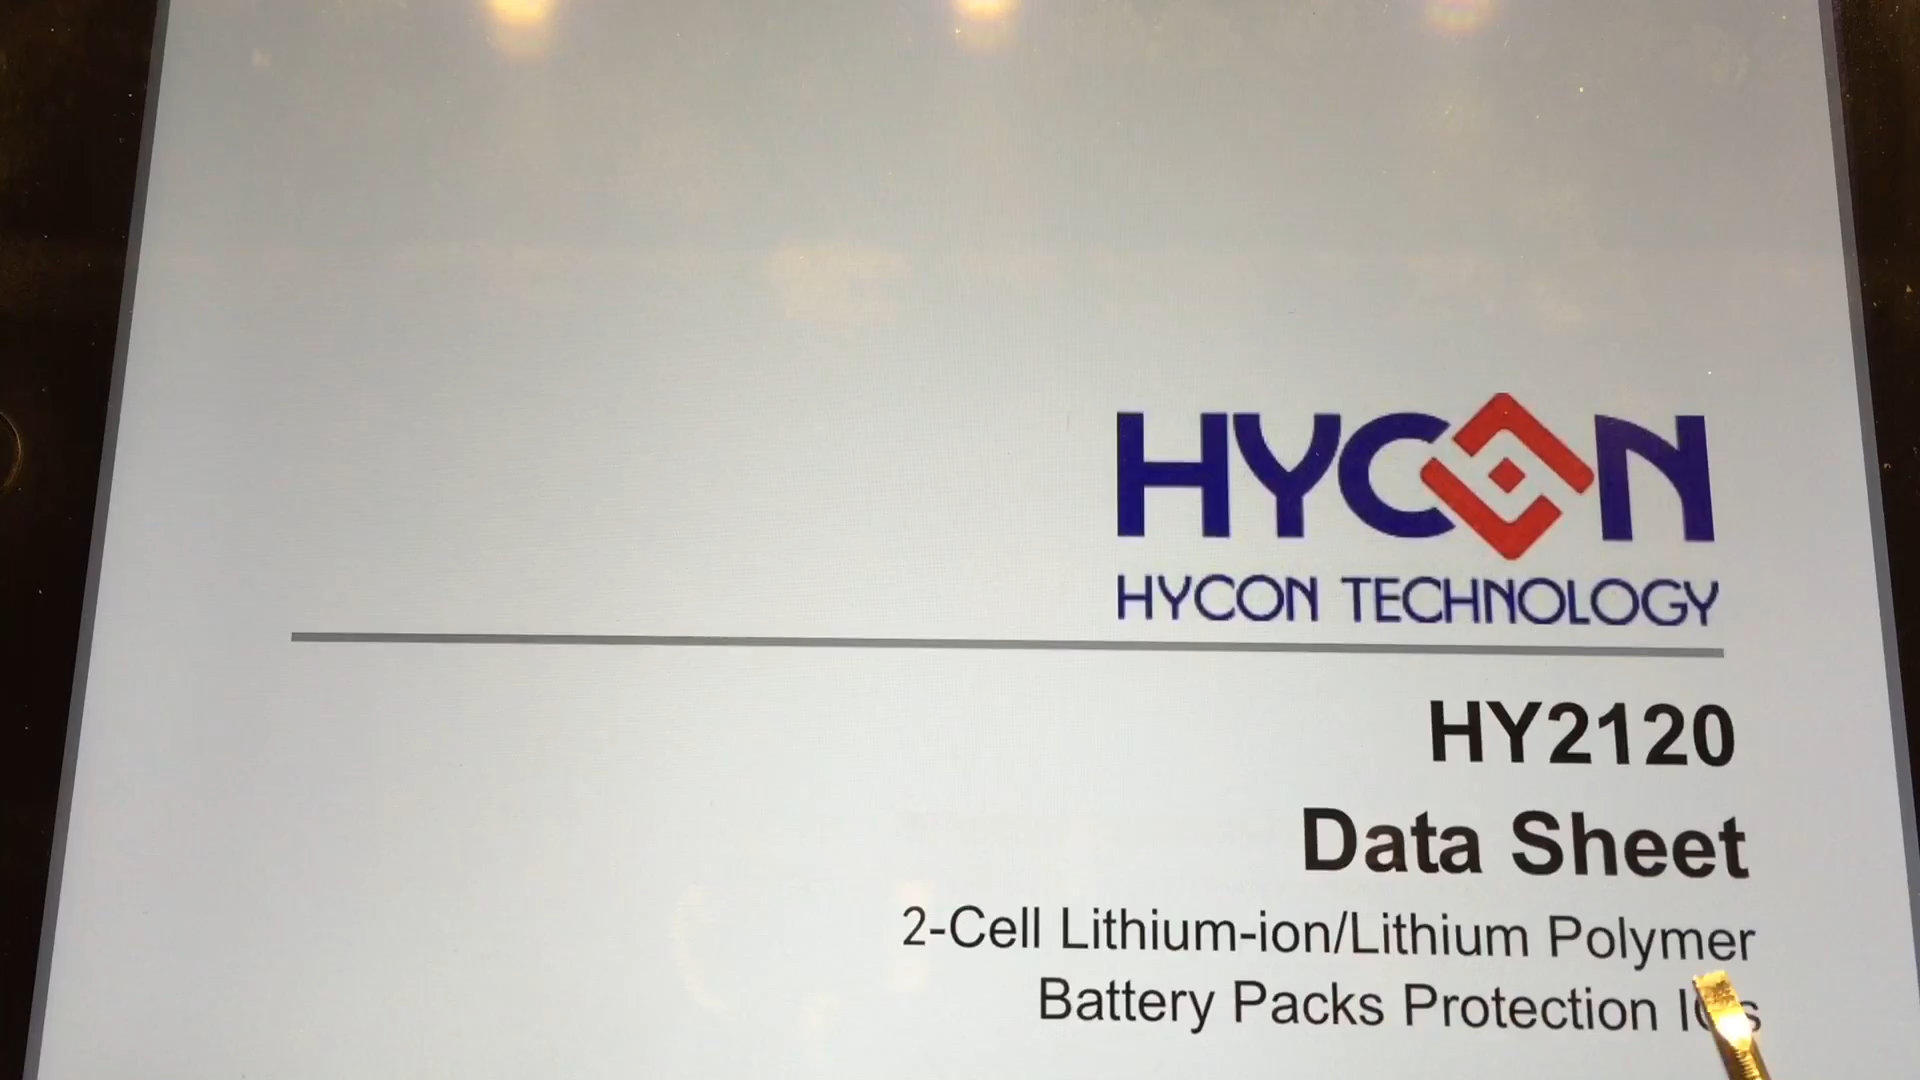 HYCON
HYCON TECHNOLOGY
HY2120
Data Sheet
2-Cell Lithium-ion/Lithium Polymer
Battery Packs Protection